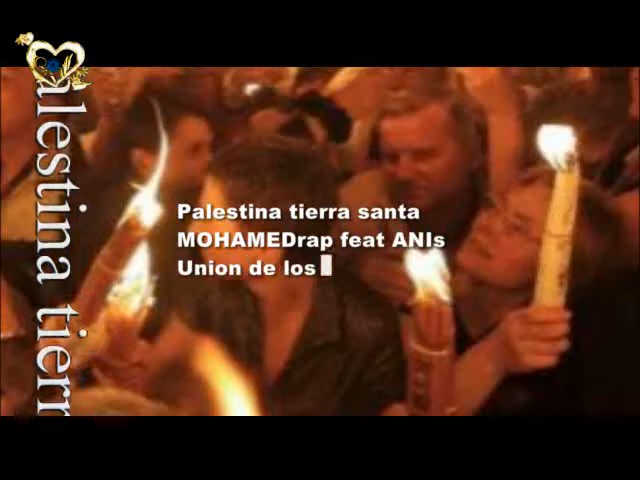 Palestina tierra santa
MOHAMEDrap feat ANIs
Union de los
alestina tierr